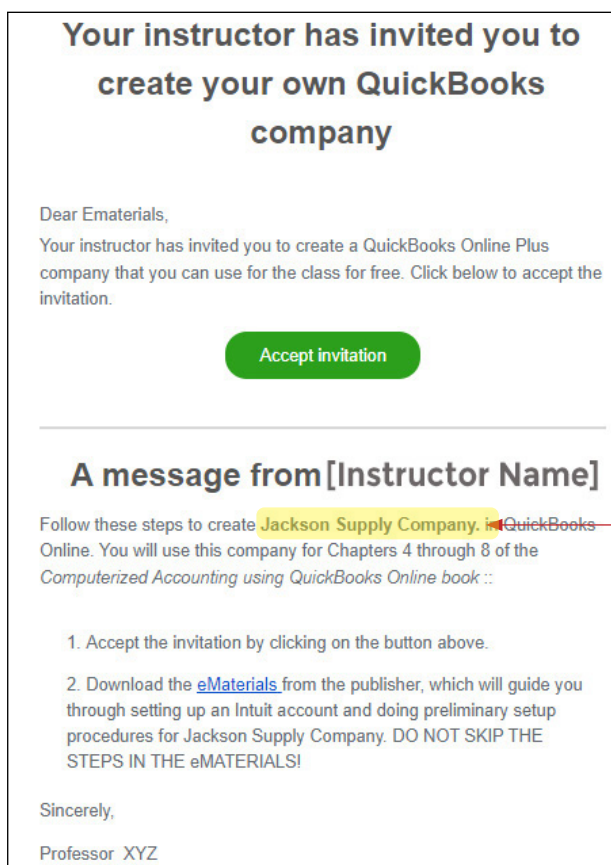 Your instructor has invited you to
create your own QuickBooks
company
Dear Ematerials,
Your instructor has invited you to create a QuickBooks Online Plus
company that you can use for the class for free. Click below to accept the
invitation.
Accept invitation
A message from [Instructor Name]
Follow these steps to create Jackson Supply Company. in QuickBooks
Online. You will use this company for Chapters 4 through 8 of the
Computerized Accounting using QuickBooks Online book ::
1. Accept the invitation by clicking on the button above.
2. Download the eMaterials from the publisher, which will guide you
through setting up an Intuit account and doing preliminary setup
procedures for Jackson Supply Company. DO NOT SKIP THE
STEPS IN THE eMATERIALS!
Sincerely,
Professor XYZ